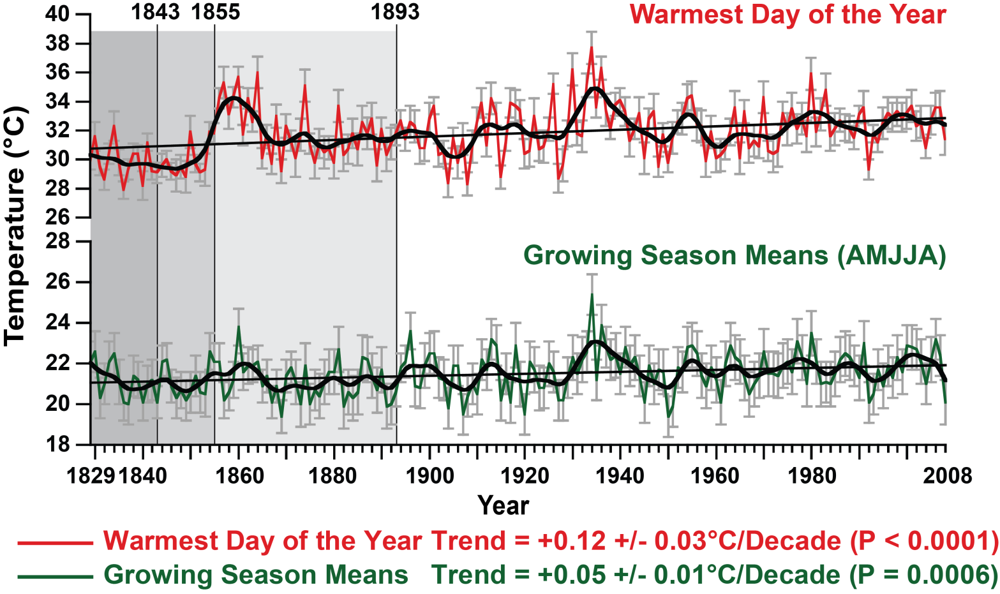 1843 1855 1893
Warmest Day of the Year
40
38
36
34
32
30
28
26
Temperature (°C)
Growing Season Means (AMJJA)
28
26
24
22
20
18
1829 1840 1860 1880 1900 1920 1940 1960 1980 2008
Year
Warmest Day of the Year Trend = +0.12 +/- 0.03°C/Decade (P < 0.0001)
Growing Season Means Trend = +0.05 +/- 0.01°C/Decade (P = 0.0006)